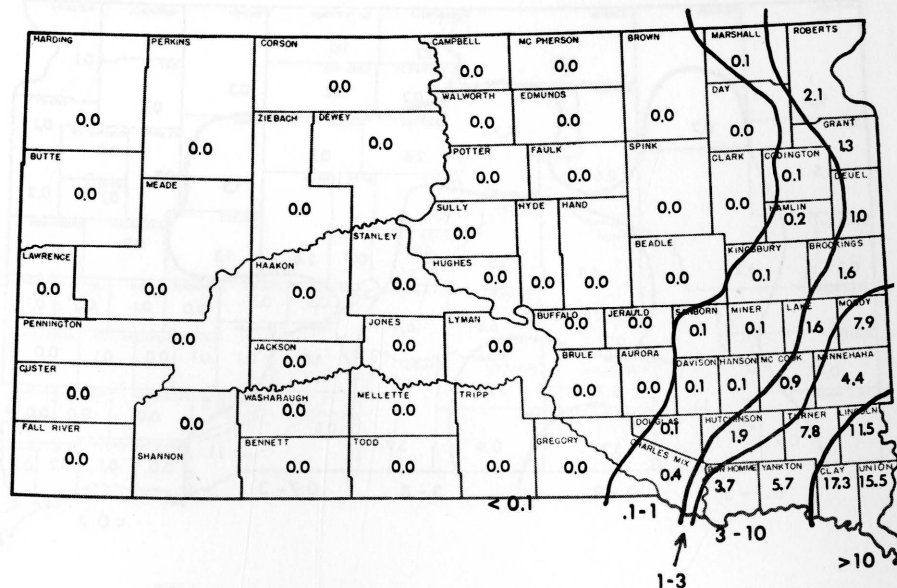 HARDING
0.0
PERKINS
0.0
CORSON
0.0
CAMPBELL
0.0
MC PHERSON
0.0
BROWN
0.0
MARSHALL
0.1
ROBERTS
2.1
WALWORTH
0.0
EDMUNDS
0.0
DAY
0.0
GRANT
1.3
BUTTE
0.0
ZIEBACH
0.0
DEWEY
0.0
POTTER
0.0
FAULK
0.0
SPINK
0.0
CLARK
0.0
CODINGTON
0.1
DEUEL
1.0
HAMLIN
0.2
MEADE
0.0
SULLY
0.0
HYDE
0.0
HAND
0.0
BEADLE
0.0
KINGSBURY
0.1
BROOKINGS
1.6
LAWRENCE
0.0
HAAKON
0.0
STANLEY
0.0
HUGHES
0.0
BUFFALO
0.0
JERAULD
0.0
SANBORN
0.1
MINER
0.1
LAKE
1.6
MOODY
7.9
PENNINGTON
0.0
JACKSON
0.0
JONES
0.0
LYMAN
0.0
BRULE
0.0
AURORA
0.0
DAVISON
0.1
HANSON
0.1
MC COOK
0.9
MINNEHAHA
4.4
CUSTER
0.0
WASHABAUGH
0.0
MELLETTE
0.0
TRIPP
0.0
GREGORY
0.0
DOUGLAS
HUTCHINSON
1.9
TURNER
7.8
LINCOLN
11.5
FALL RIVER
0.0
SHANNON
0.0
BENNETT
0.0
TODD
0.0
CHARLES MIX
0.4
BON HOMME
3.7
YANKTON
5.7
CLAY
17.3
UNION
15.5
< 0.1
.1-1
1-3
3-10
>10